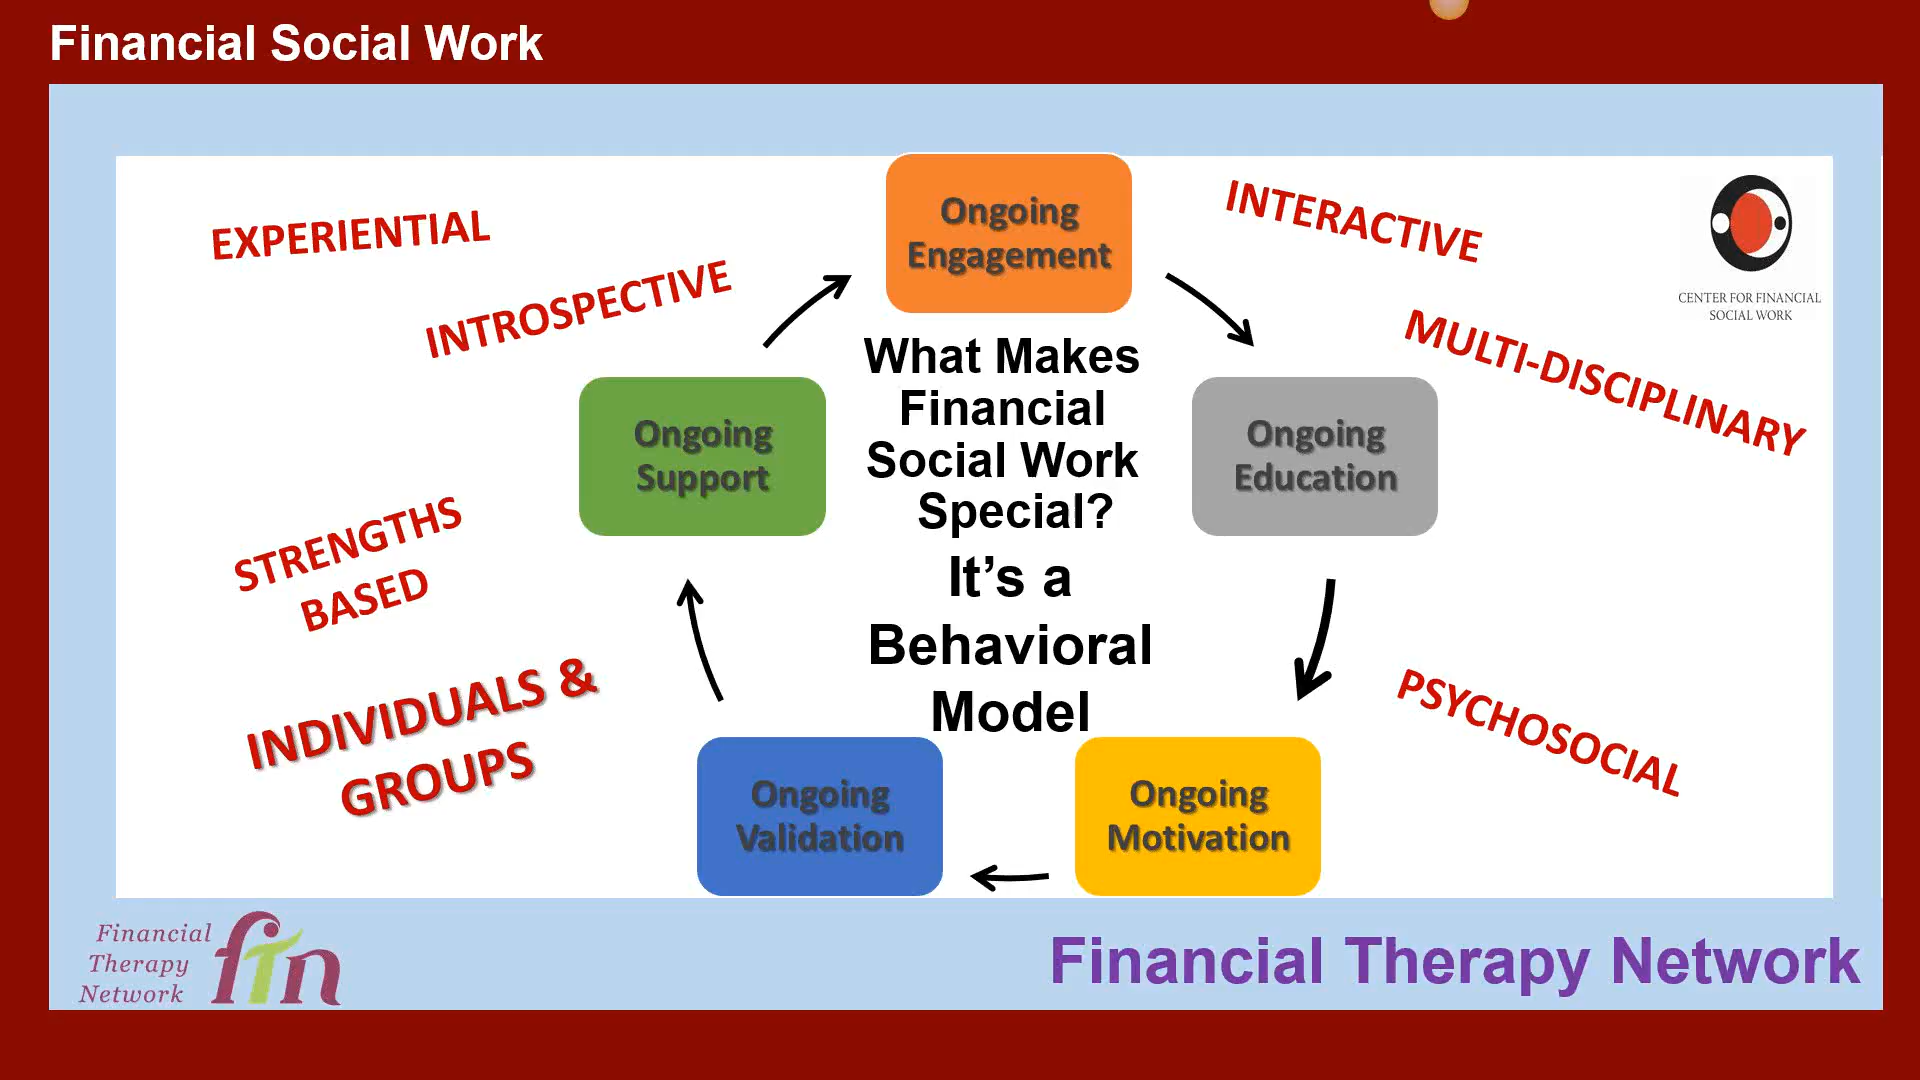 Financial Social Work
EXPERIENTIAL
INTROSPECTIVE
Ongoing
Engagement
INTERACTIVE
CENTER FOR FINANCIAL
SOCIAL WORK
MULTI-DISCIPLINARY
Ongoing
Support
What Makes
Financial
Social Work
Special?
It’s a
Behavioral
Model
Ongoing
Education
STRENGTHS
BASED
INDIVIDUALS &
GROUPS
PSYCHOSOCIAL
Ongoing
Validation
Ongoing
Motivation
Financial
Therapy
Network
ftn
Financial Therapy Network